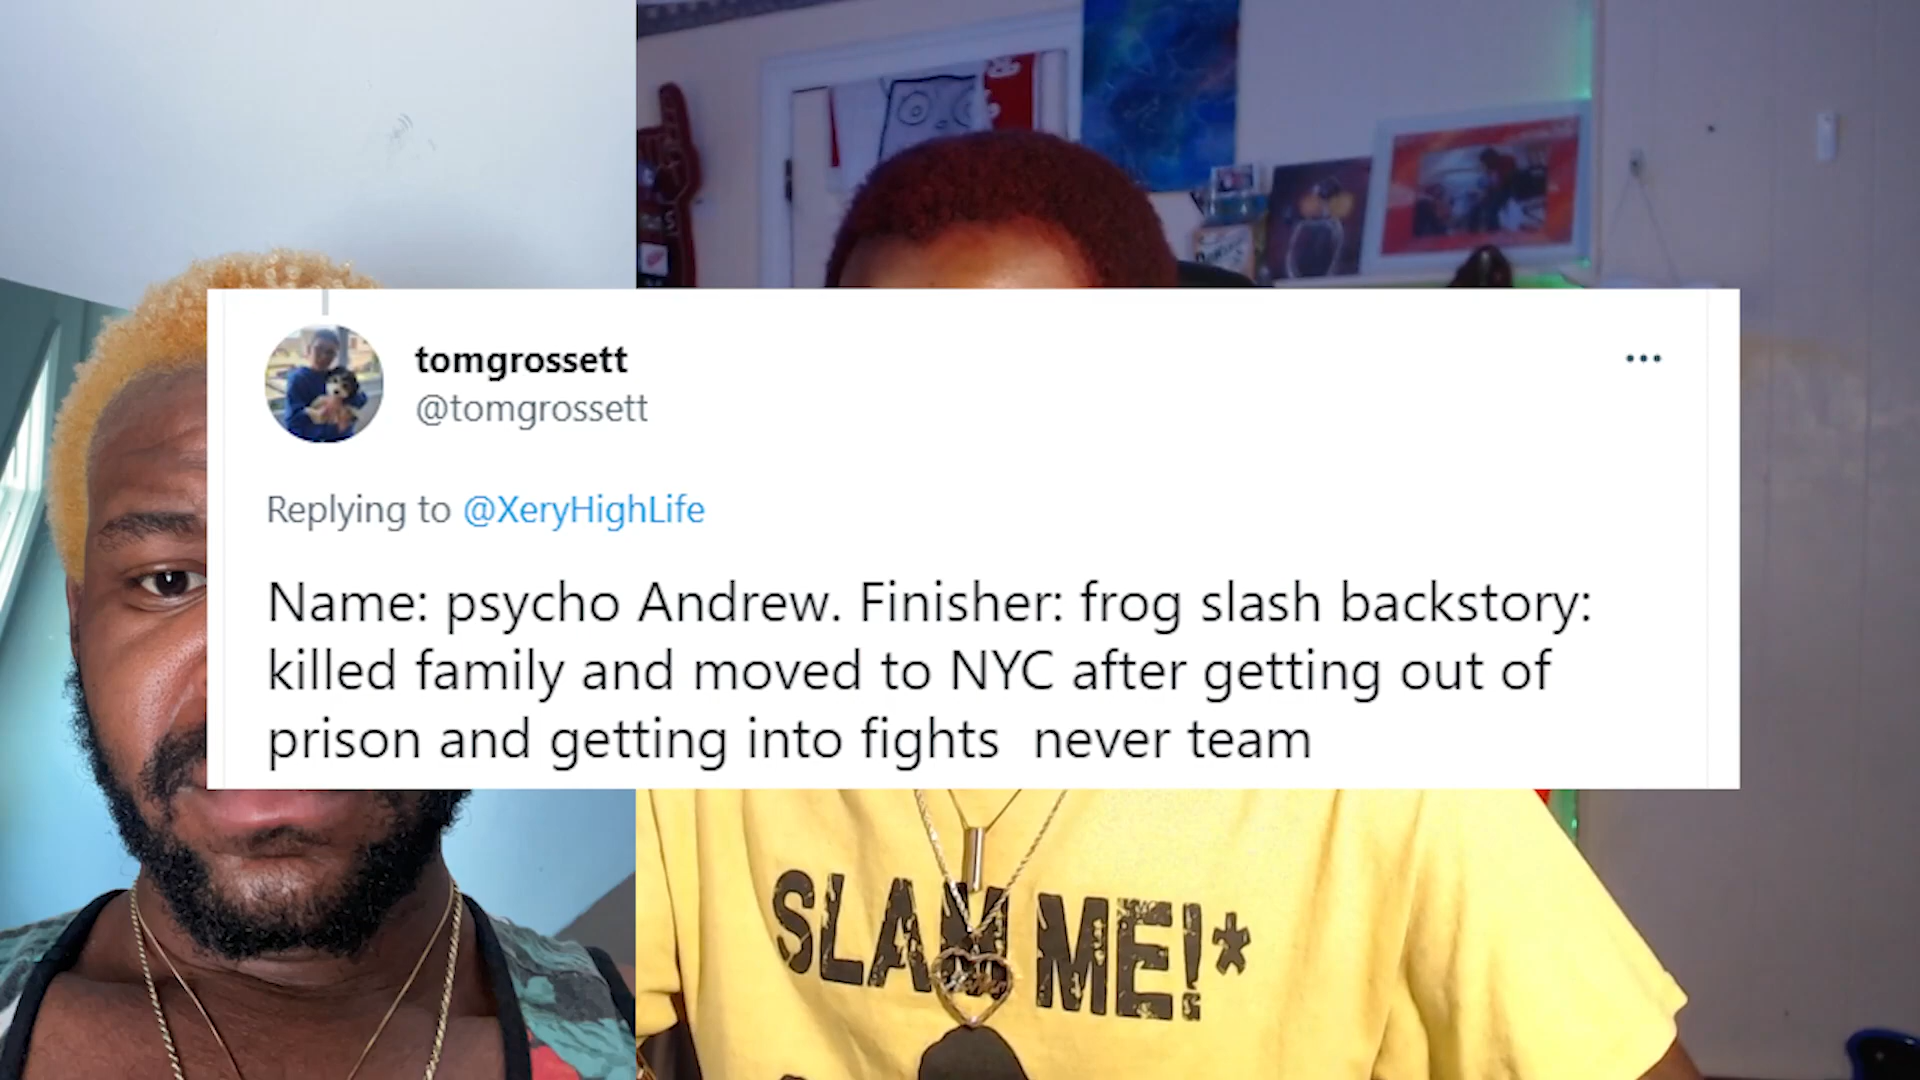 tomgrossett
@tomgrossett
Replying to @XeryHighLife
Name: psycho Andrew. Finisher: frog slash backstory:
killed family and moved to NYC after getting out of
prison and getting into fights  never team
SLAM ME!*